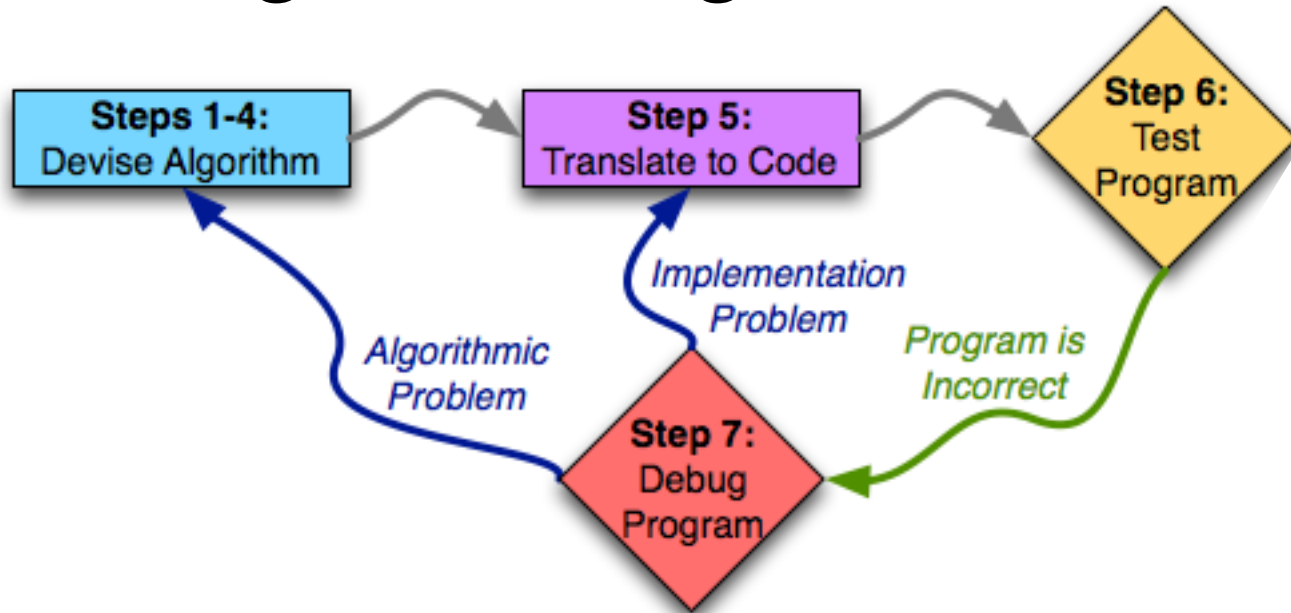 Steps 1-4:
Devise Algorithm
Step 5:
Translate to Code
Step 6:
Test
Program
Implementation
Problem
Algorithmic
Problem
Program is
Incorrect
Step 7:
Debug
Program